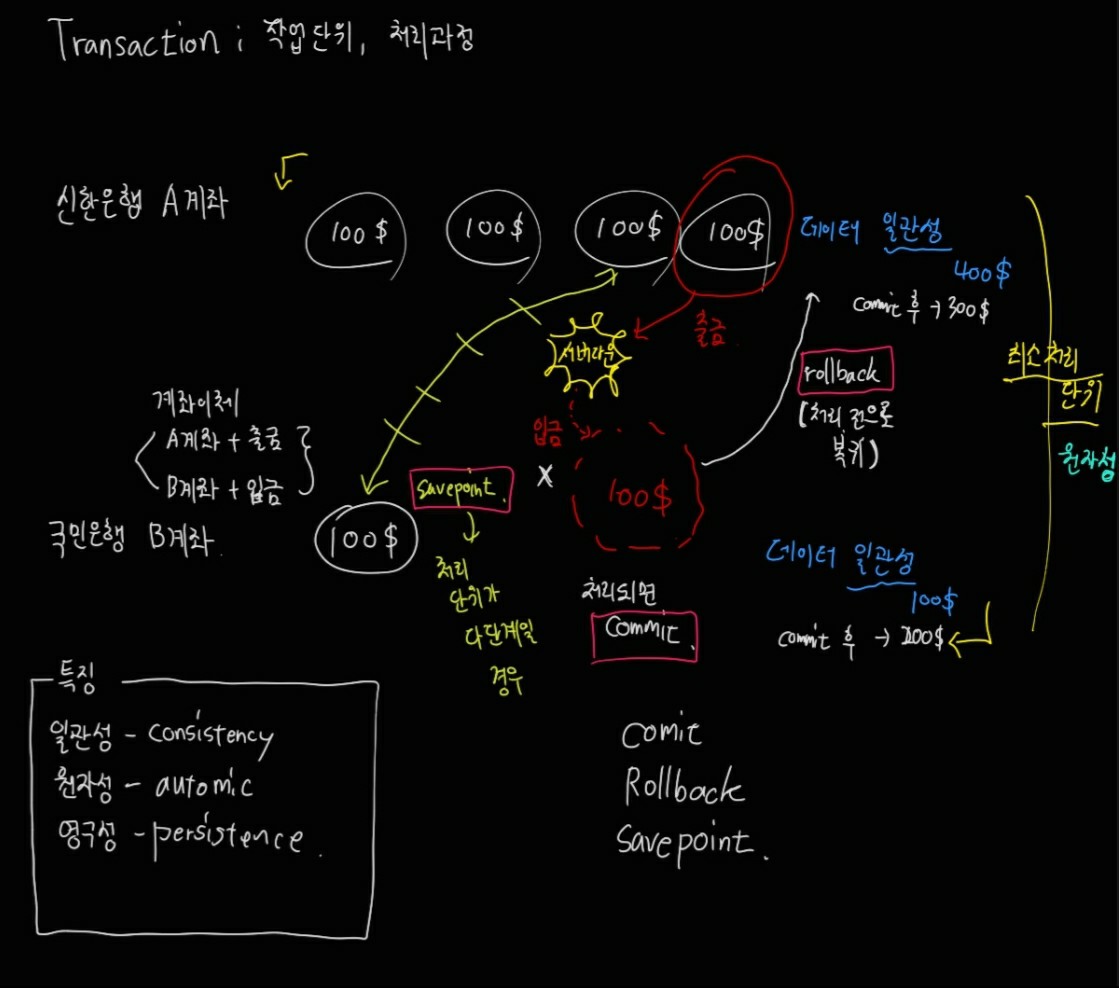 Transaction : 작업단위, 처리과정
신한은행 A계좌
100$
100$
100$
100$
데이터 일관성
400$
commit 후 → 300$
출금
서버다운
rollback
(처리 전으로
복귀)
최소처리
단위
원자성
계좌이체
A계좌 + 출금
B계좌 + 입금
입금
savepoint.
x
100$
국민은행 B계좌.
100$
처리
단위가
다단계일
경우
처리되면
Commit.
데이터 일관성
100$
commit 후 → 200$
특징
일관성 - consistency
원자성 - automic
영구성 - persistence.
comit
Rollback
savepoint.